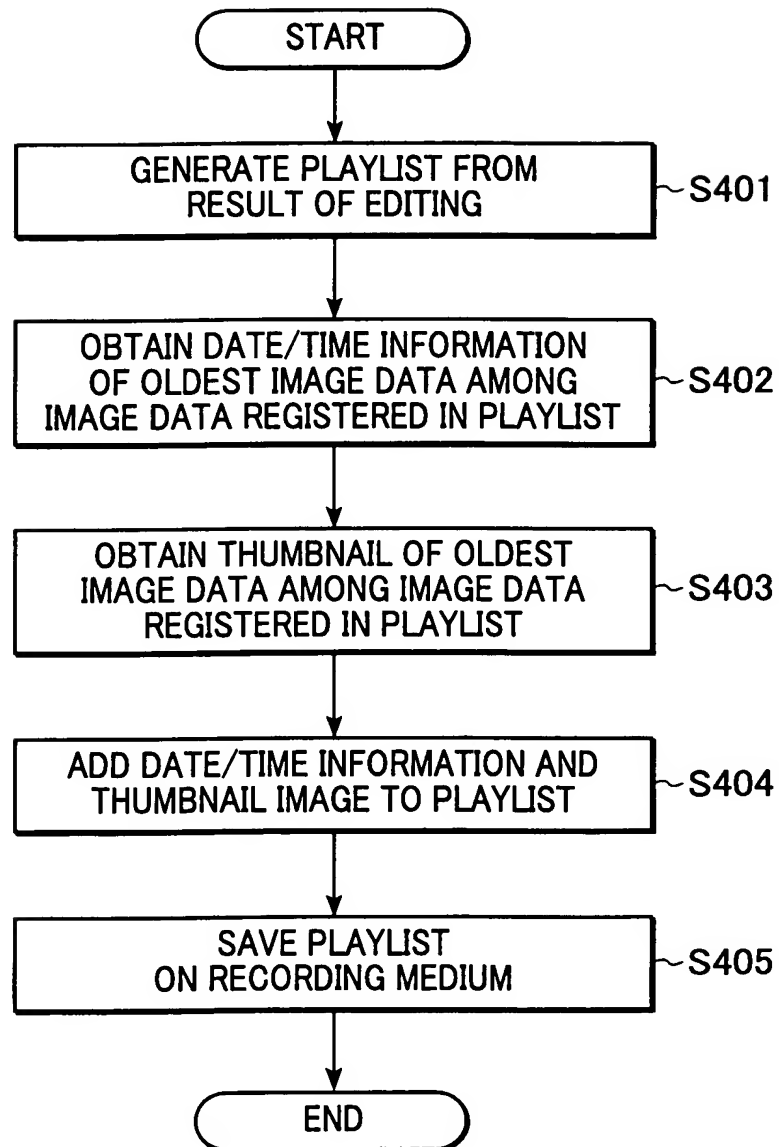 START
GENERATE PLAYLIST FROM
RESULT OF EDITING
S401
OBTAIN DATE/TIME INFORMATION
OF OLDEST IMAGE DATA AMONG
IMAGE DATA REGISTERED IN PLAYLIST
S402
OBTAIN THUMBNAIL OF OLDEST
IMAGE DATA AMONG IMAGE DATA
REGISTERED IN PLAYLIST
S403
ADD DATE/TIME INFORMATION AND
THUMBNAIL IMAGE TO PLAYLIST
S404
SAVE PLAYLIST
ON RECORDING MEDIUM
S405
END